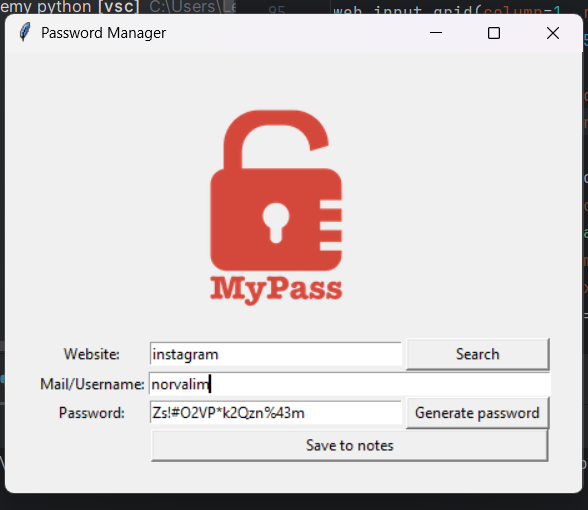 emy python [vsc] C:\Users\Le
95 web_input.grid(column=1, r
Password Manager
MyPass
Website: instagram Search
Mail/Username: norvalim
Password: Zs!#O2VP*k2Qzn%43m Generate password
Save to notes